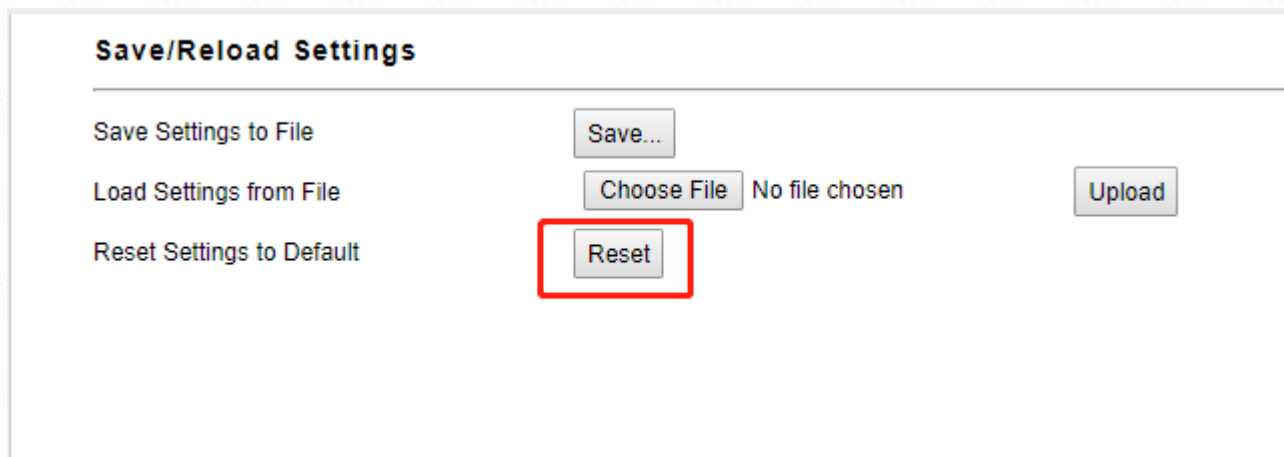 Save/Reload Settings
Save Settings to File Save...
Load Settings from File Choose File No file chosen Upload
Reset Settings to Default Reset